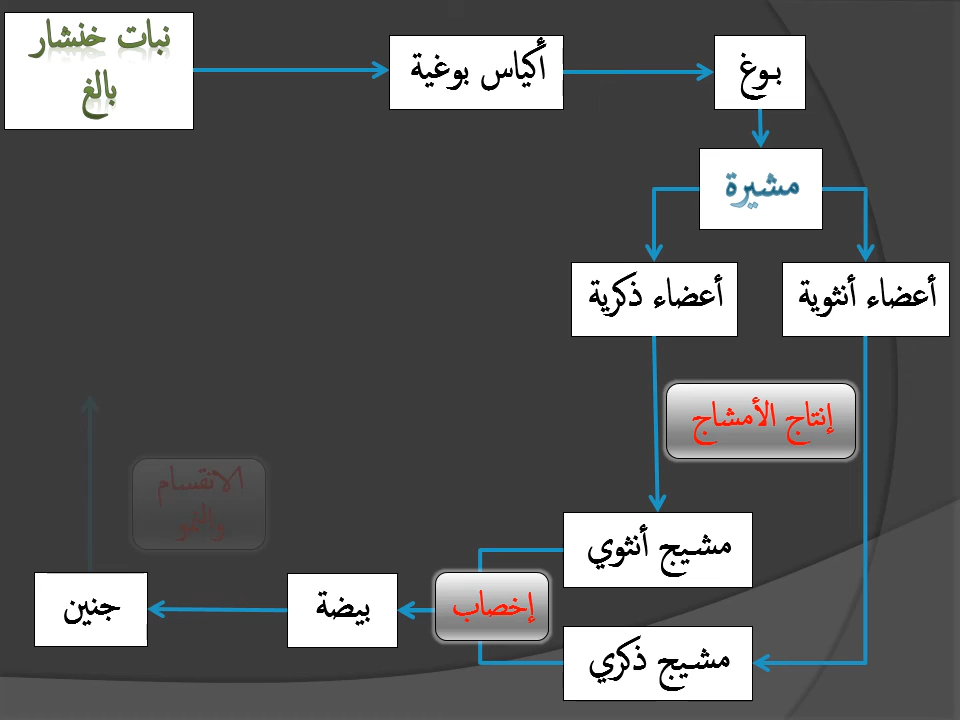 نبات خنشار
بالغ
أكياس بوغية
بوغ
مشيرة
أعضاء ذكرية
أعضاء أنثوية
إنتاج الأمشاج
الانقسام
والنمو
مشيج أنثوي
إخصاب
بيضة
جنين
مشيج ذكري